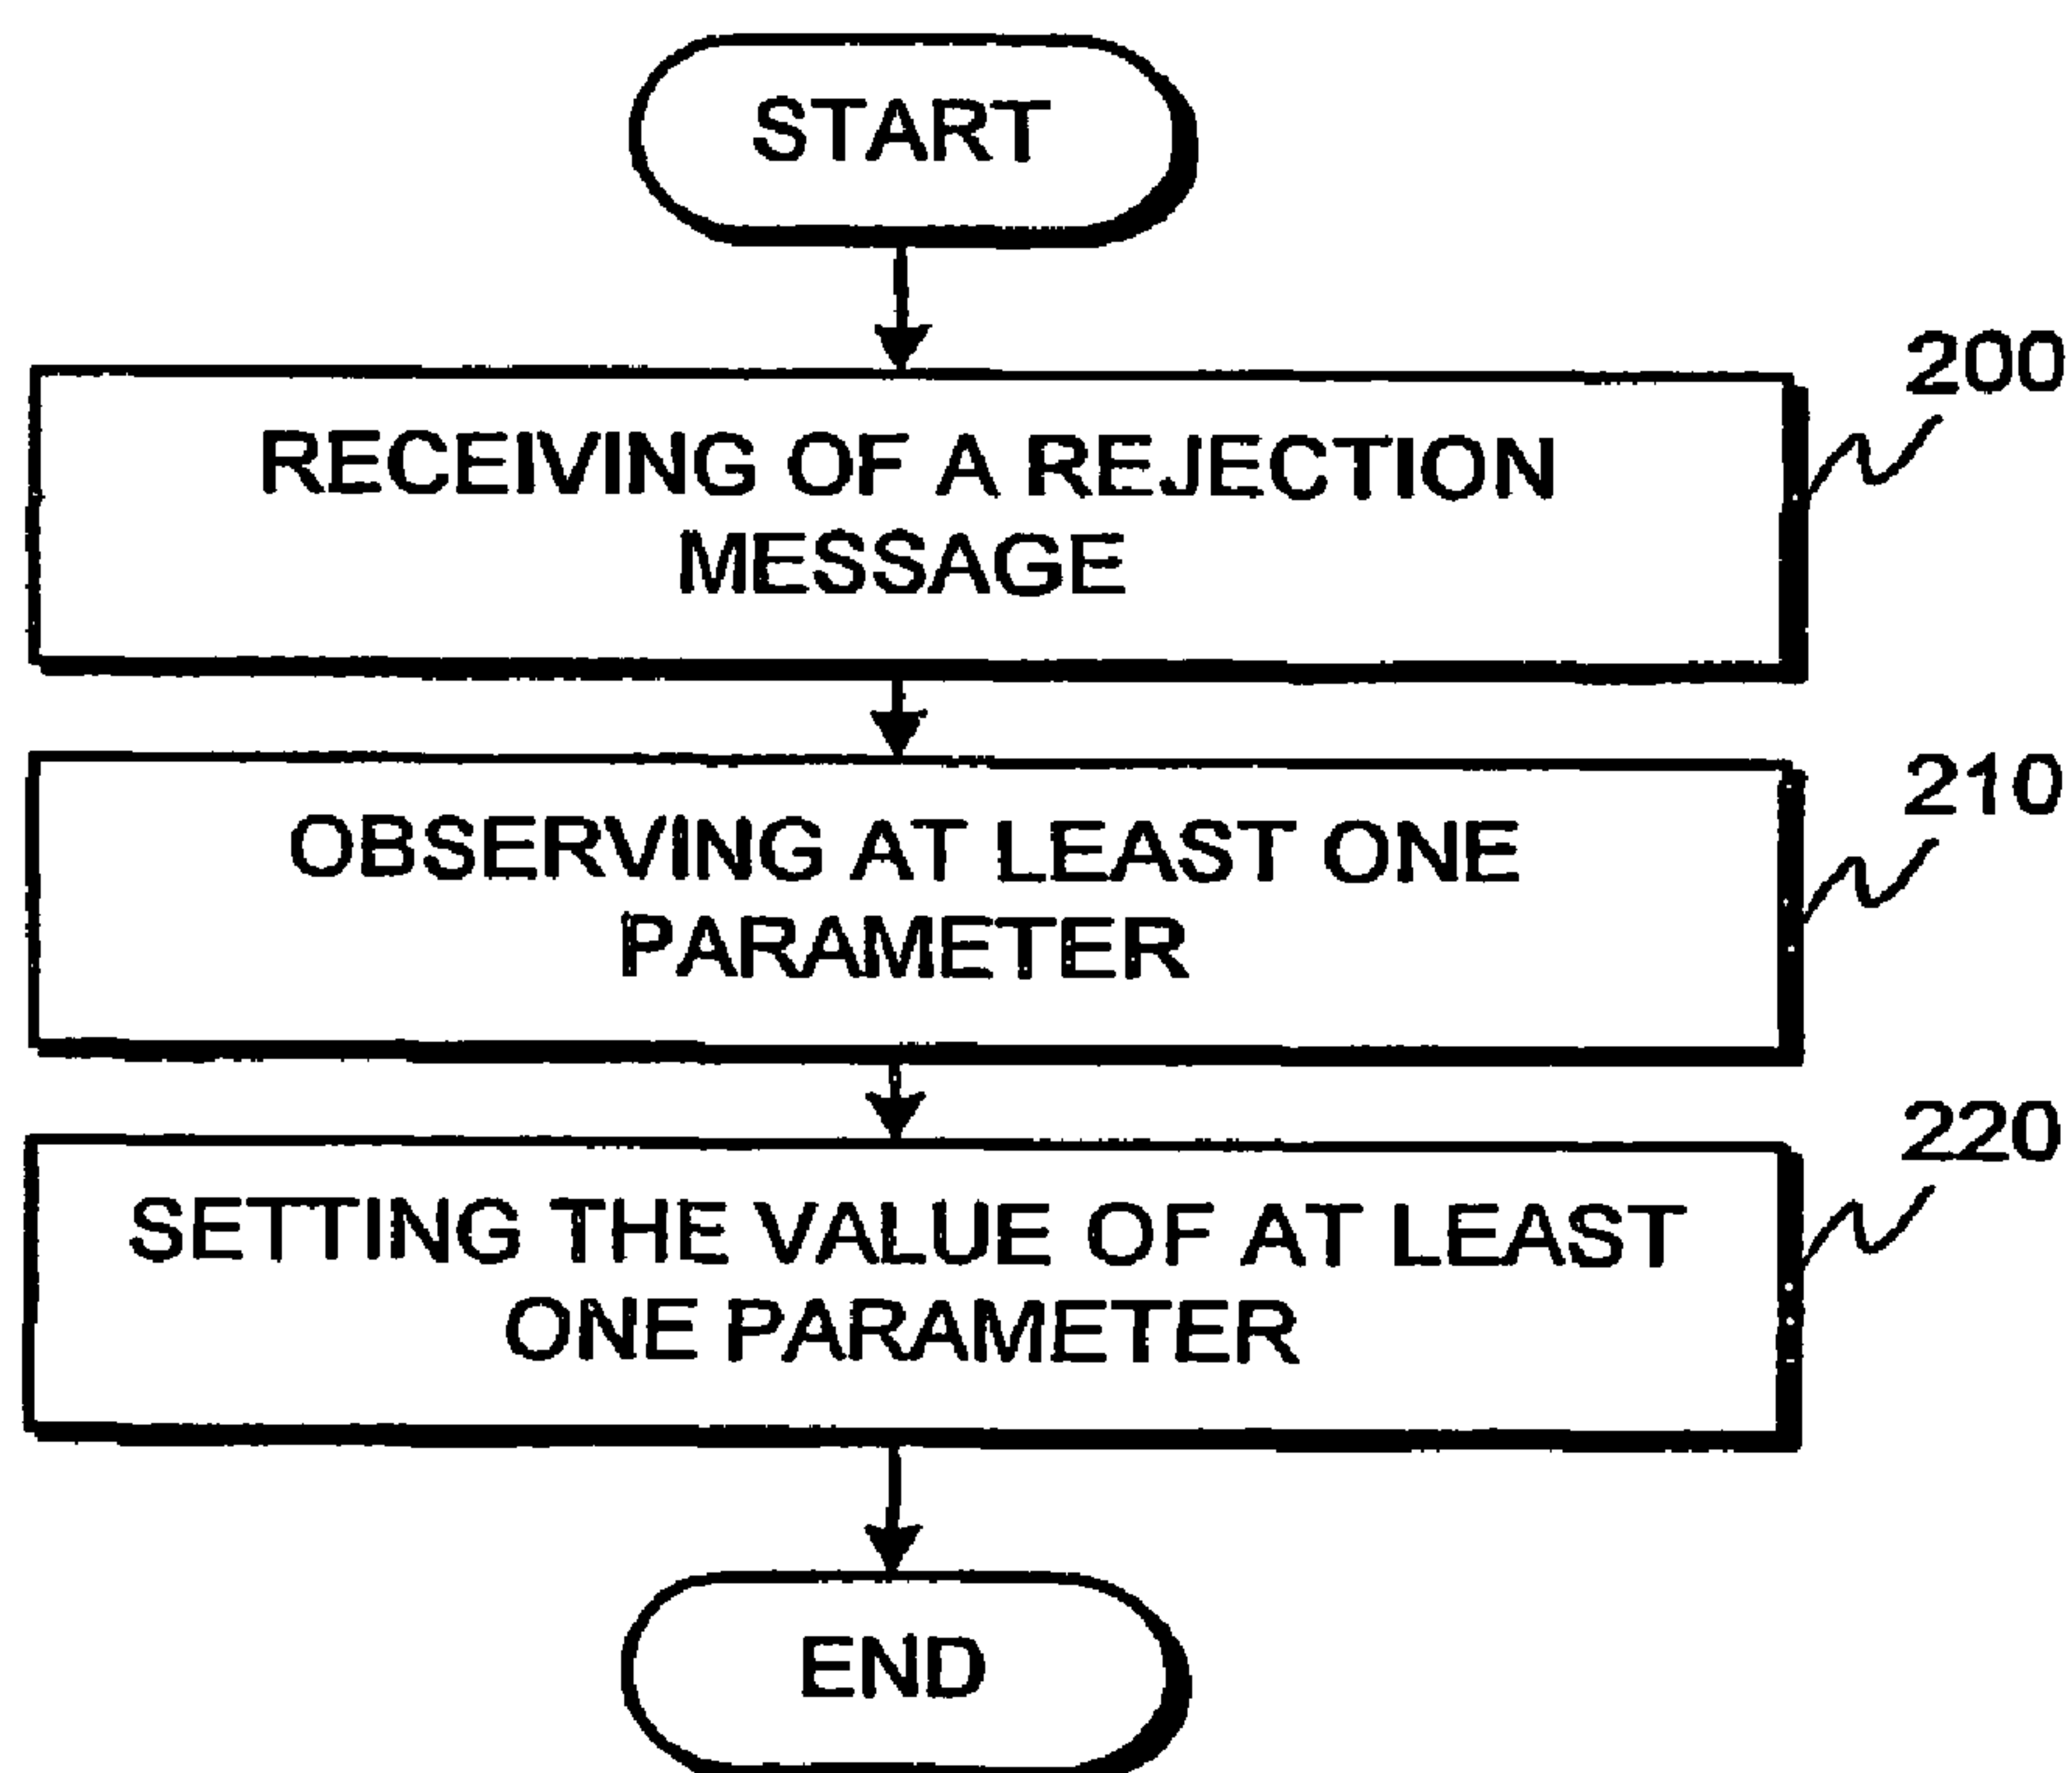 START
200
RECEIVING OF A REJECTION
MESSAGE
210
OBSERVING AT LEAST ONE
PARAMETER
220
SETTING THE VALUE OF AT LEAST
ONE PARAMETER
END